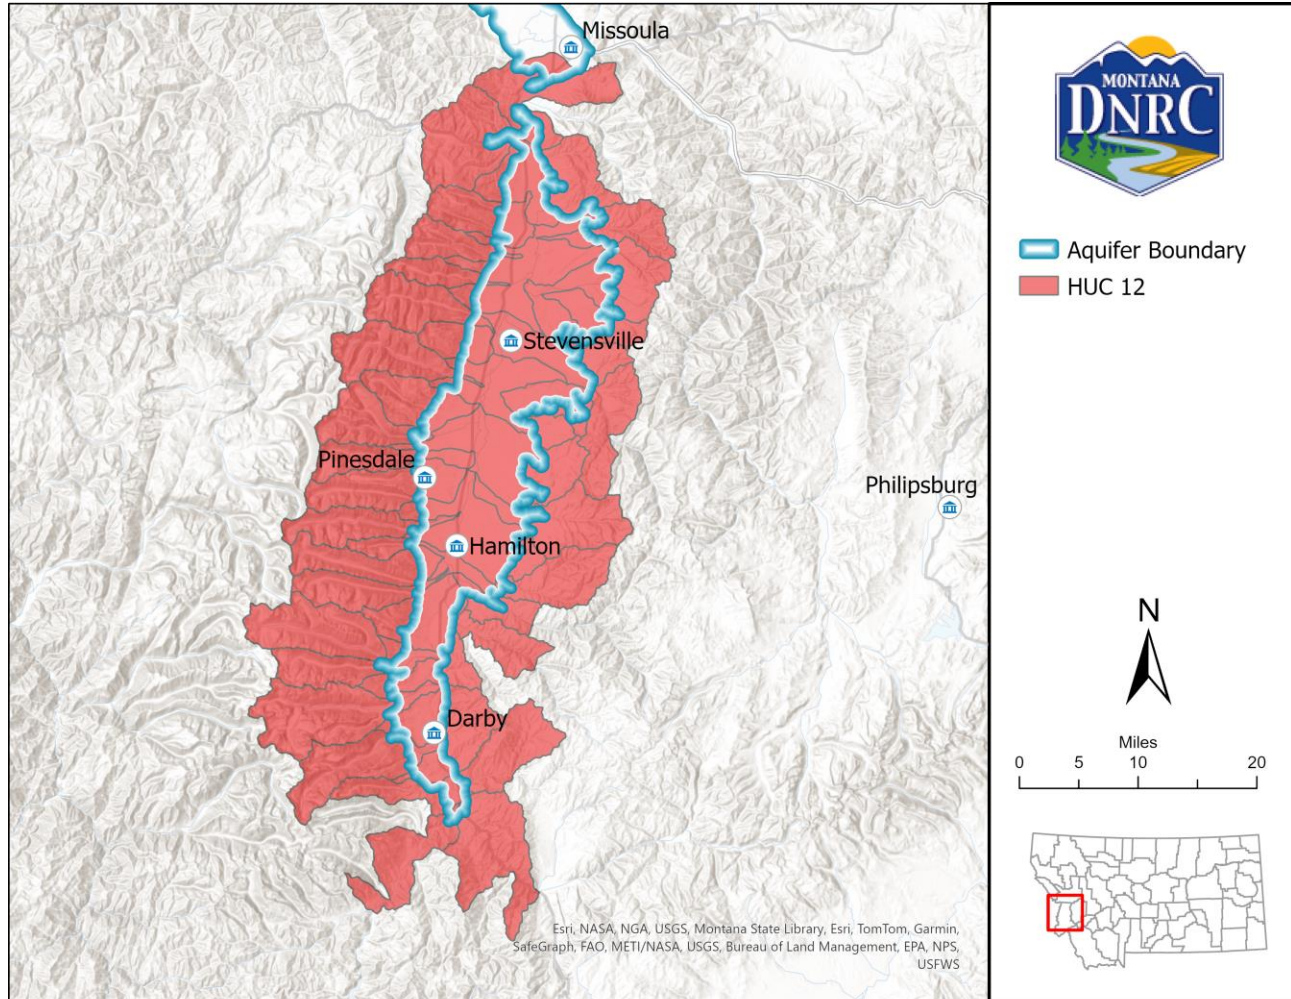 Missoula
Stevensville
Pinesdale
Philipsburg
Hamilton
Darby
Esri, NASA, NGA, USGS, Montana State Library, Esri, TomTom, Garmin,
SafeGraph, FAO, METI/NASA, USGS, Bureau of Land Management, EPA, NPS,
USFWS
MONTANA
DNRC
Aquifer Boundary
HUC 12
N
Miles
0 5 10 20